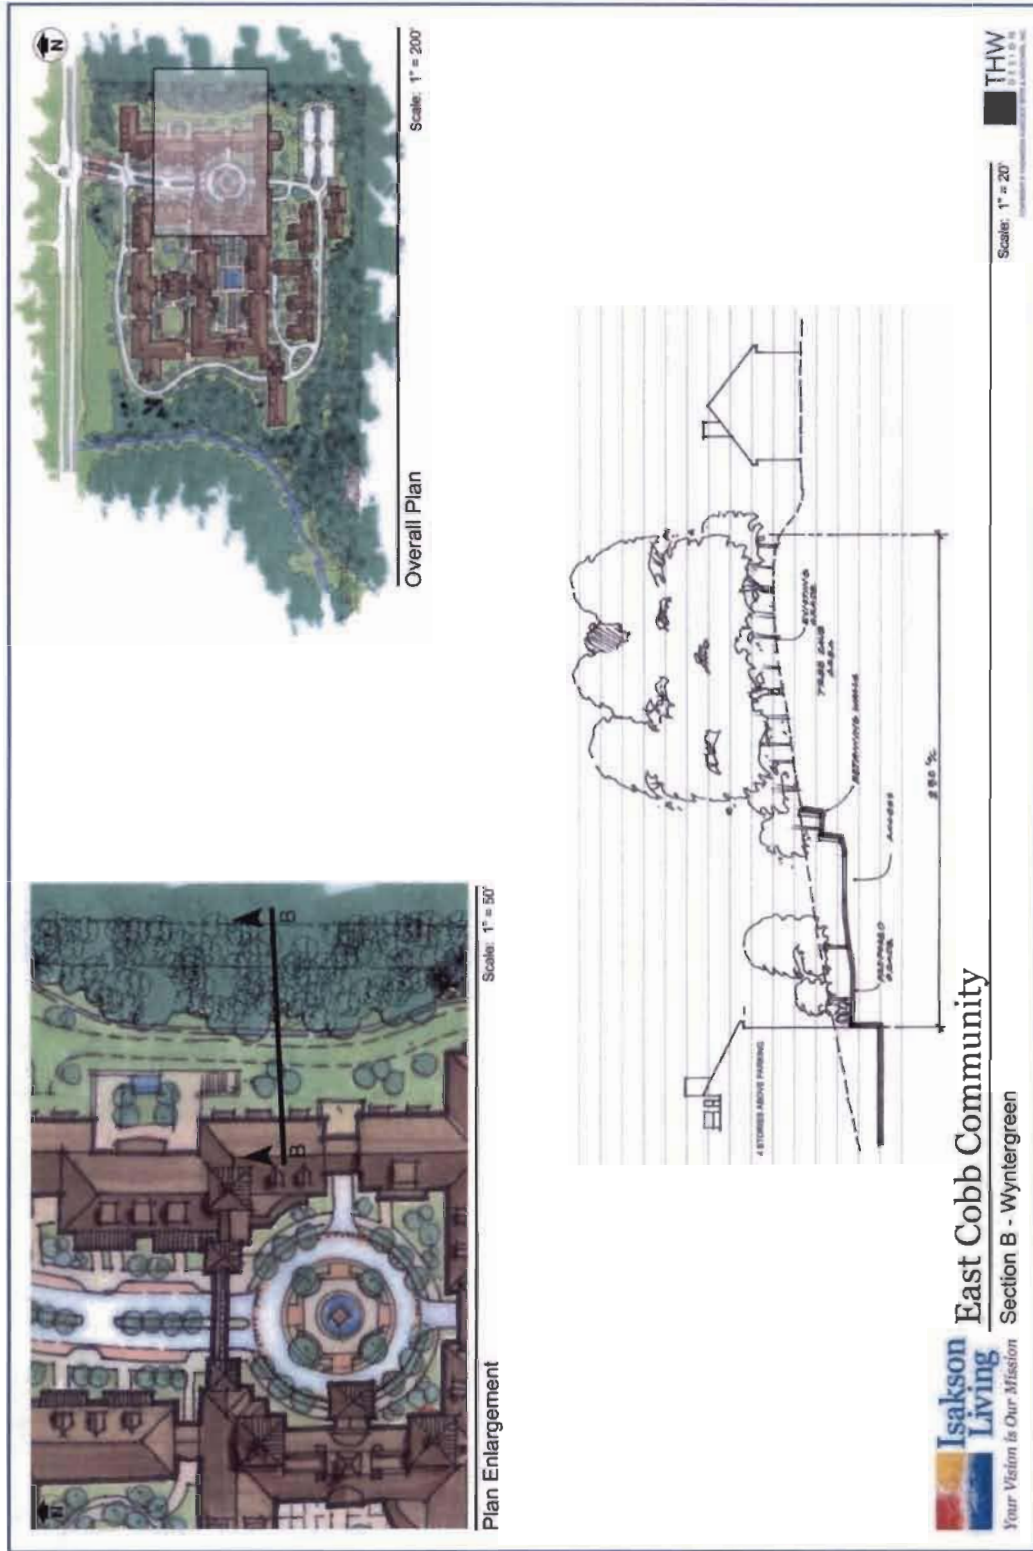 N
Plan Enlargement
Scale: 1" = 50'
B
B
N
Overall Plan
Scale: 1" = 200'
4 STORIES ABOVE PARKING
PROPOSED
GRADE
ACCESS
RETAINING WALLS
TREE SAVE
AREA
EXISTING
GRADE
Isakson
Living
Your Vision is Our Mission
East Cobb Community
Section B - Wyntergreen
Scale: 1" = 20'
THW
DESIGN